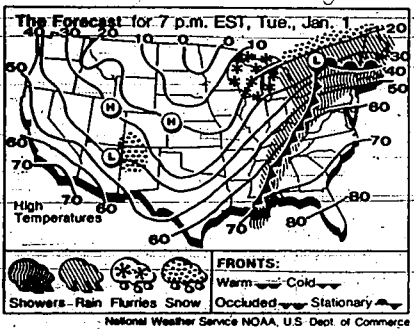 The Forecast for 7 p.m. EST, Tue., Jan. 1
40 30 20 10 0 0 10 20
30
50 40
50
60
60
70
70
L
H
H
L
High
Temperatures
70 60
60
70
80
80
Showers Rain Flurries Snow
FRONTS:
Warm Cold
Occluded Stationary
National Weather Service NOAA, U.S. Dept. of Commerce